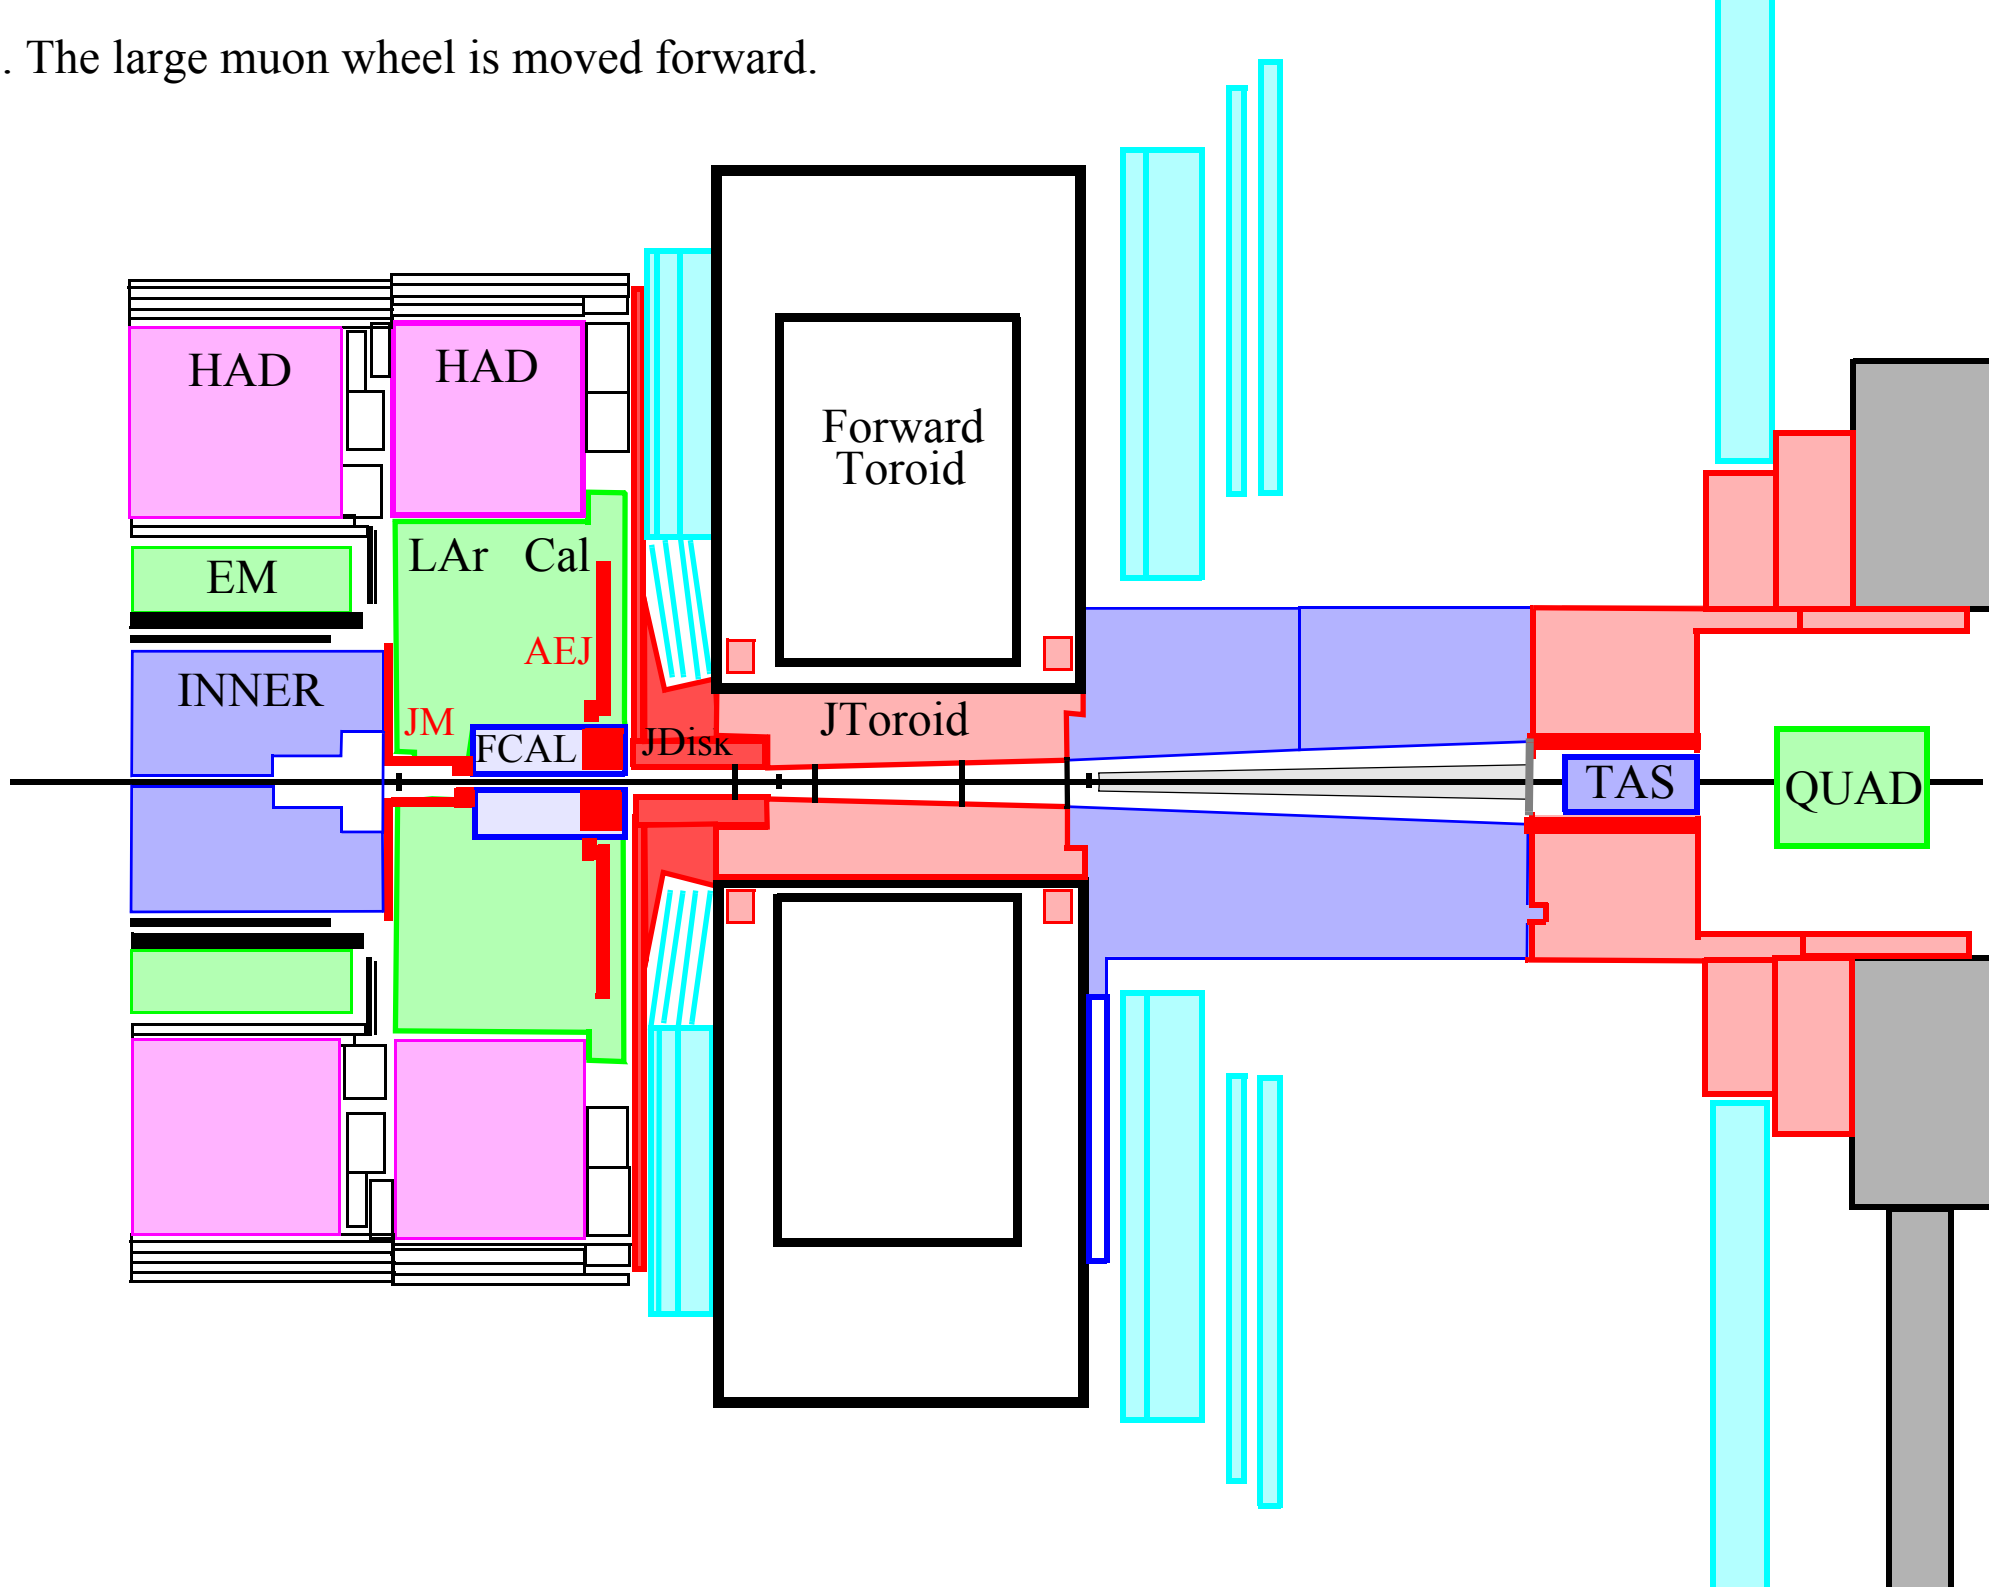 . The large muon wheel is moved forward.
HAD
HAD
Forward
Toroid
LAr Cal
EM
AEJ
INNER
JM
JToroid
FCAL
JDisk
TAS
QUAD